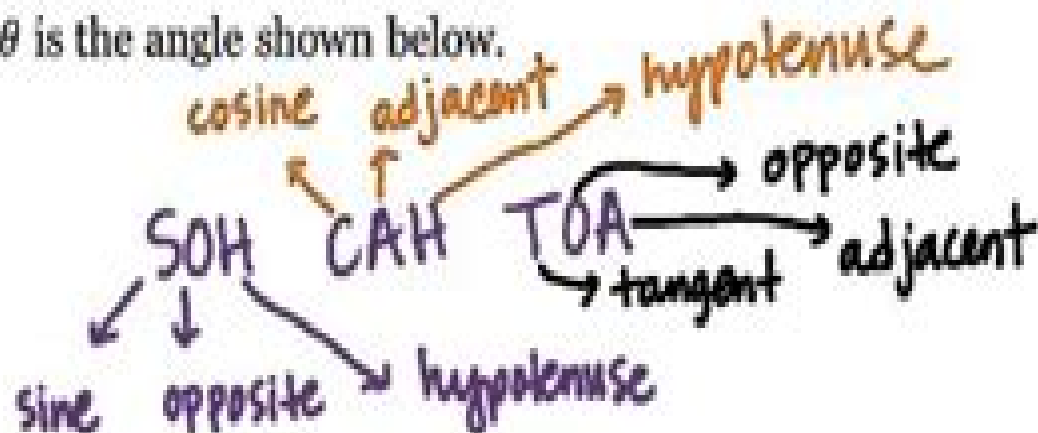 θ is the angle shown below.
cosine adjacent hypotenuse
opposite
SOH CAH TOA
adjacent
tangent
sine opposite hypotenuse